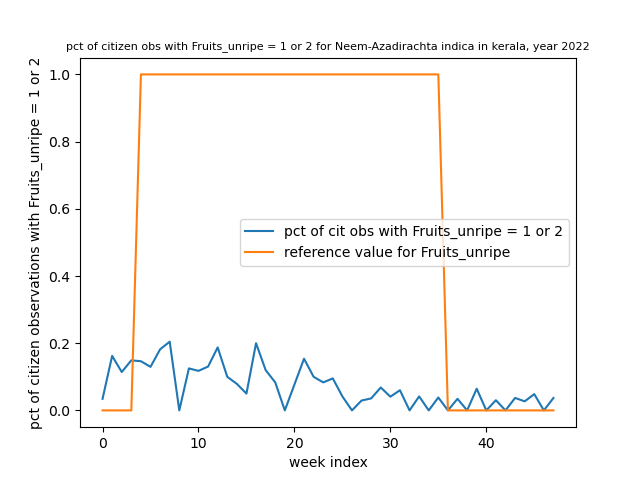 pct of citizen obs with Fruits_unripe = 1 or 2 for Neem-Azadirachta indica in kerala, year 2022
pct of citizen observations with Fruits_unripe = 1 or 2
1.0
0.8
0.6
0.4
0.2
0.0
pct of cit obs with Fruits_unripe = 1 or 2
reference value for Fruits_unripe
0 10 20 30 40
week index